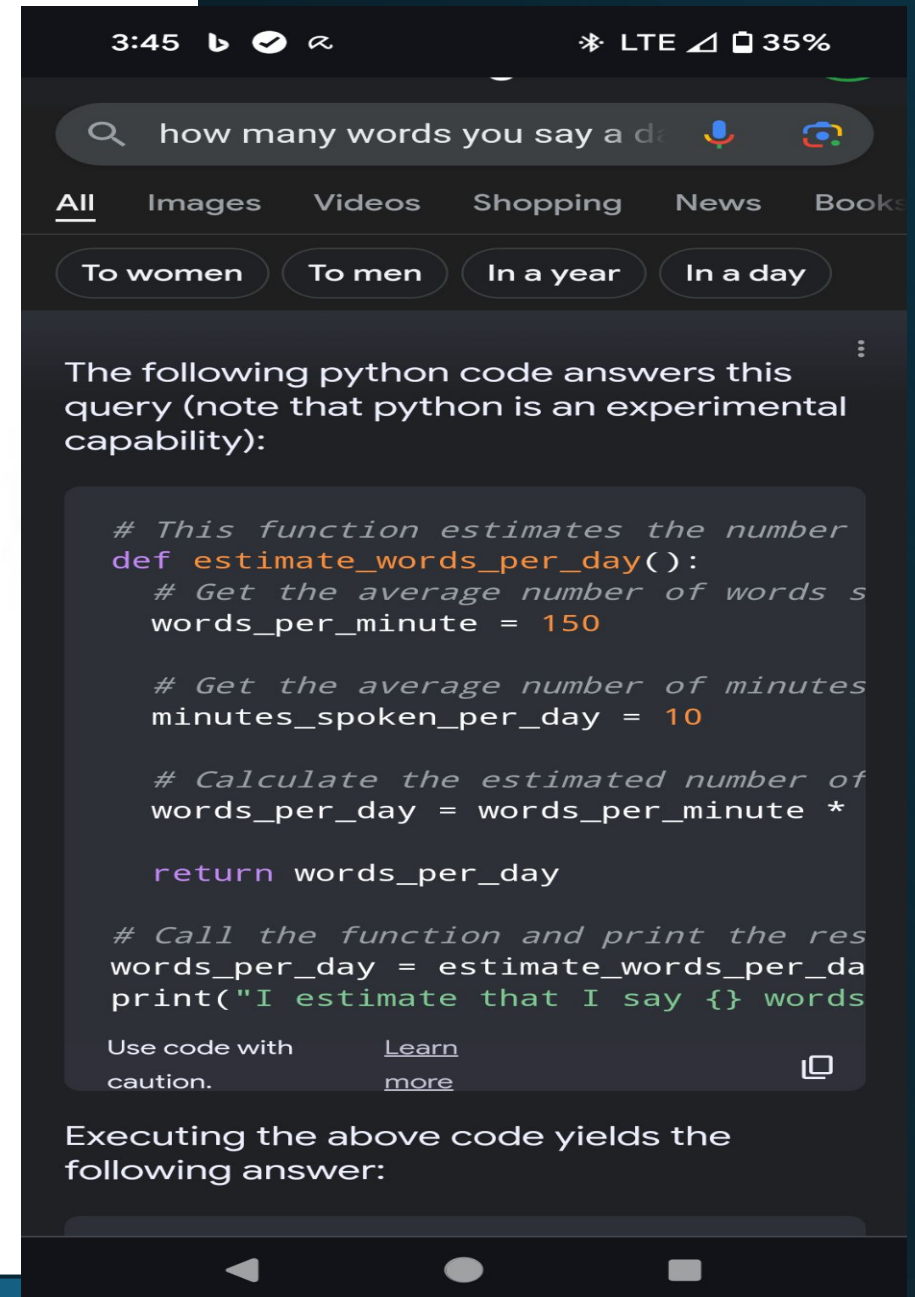 3:45 LTE 35%
how many words you say a da
All Images Videos Shopping News Books
To women To men In a year In a day
The following python code answers this
query (note that python is an experimental
capability):
# This function estimates the number
def estimate_words_per_day():
# Get the average number of words s
words_per_minute = 150
# Get the average number of minutes
minutes_spoken_per_day = 10
# Calculate the estimated number of
words_per_day = words_per_minute *
return words_per_day
# Call the function and print the res
words_per_day = estimate_words_per_da
print("I estimate that I say {} words
Use code with Learn
caution. more
Executing the above code yields the
following answer: